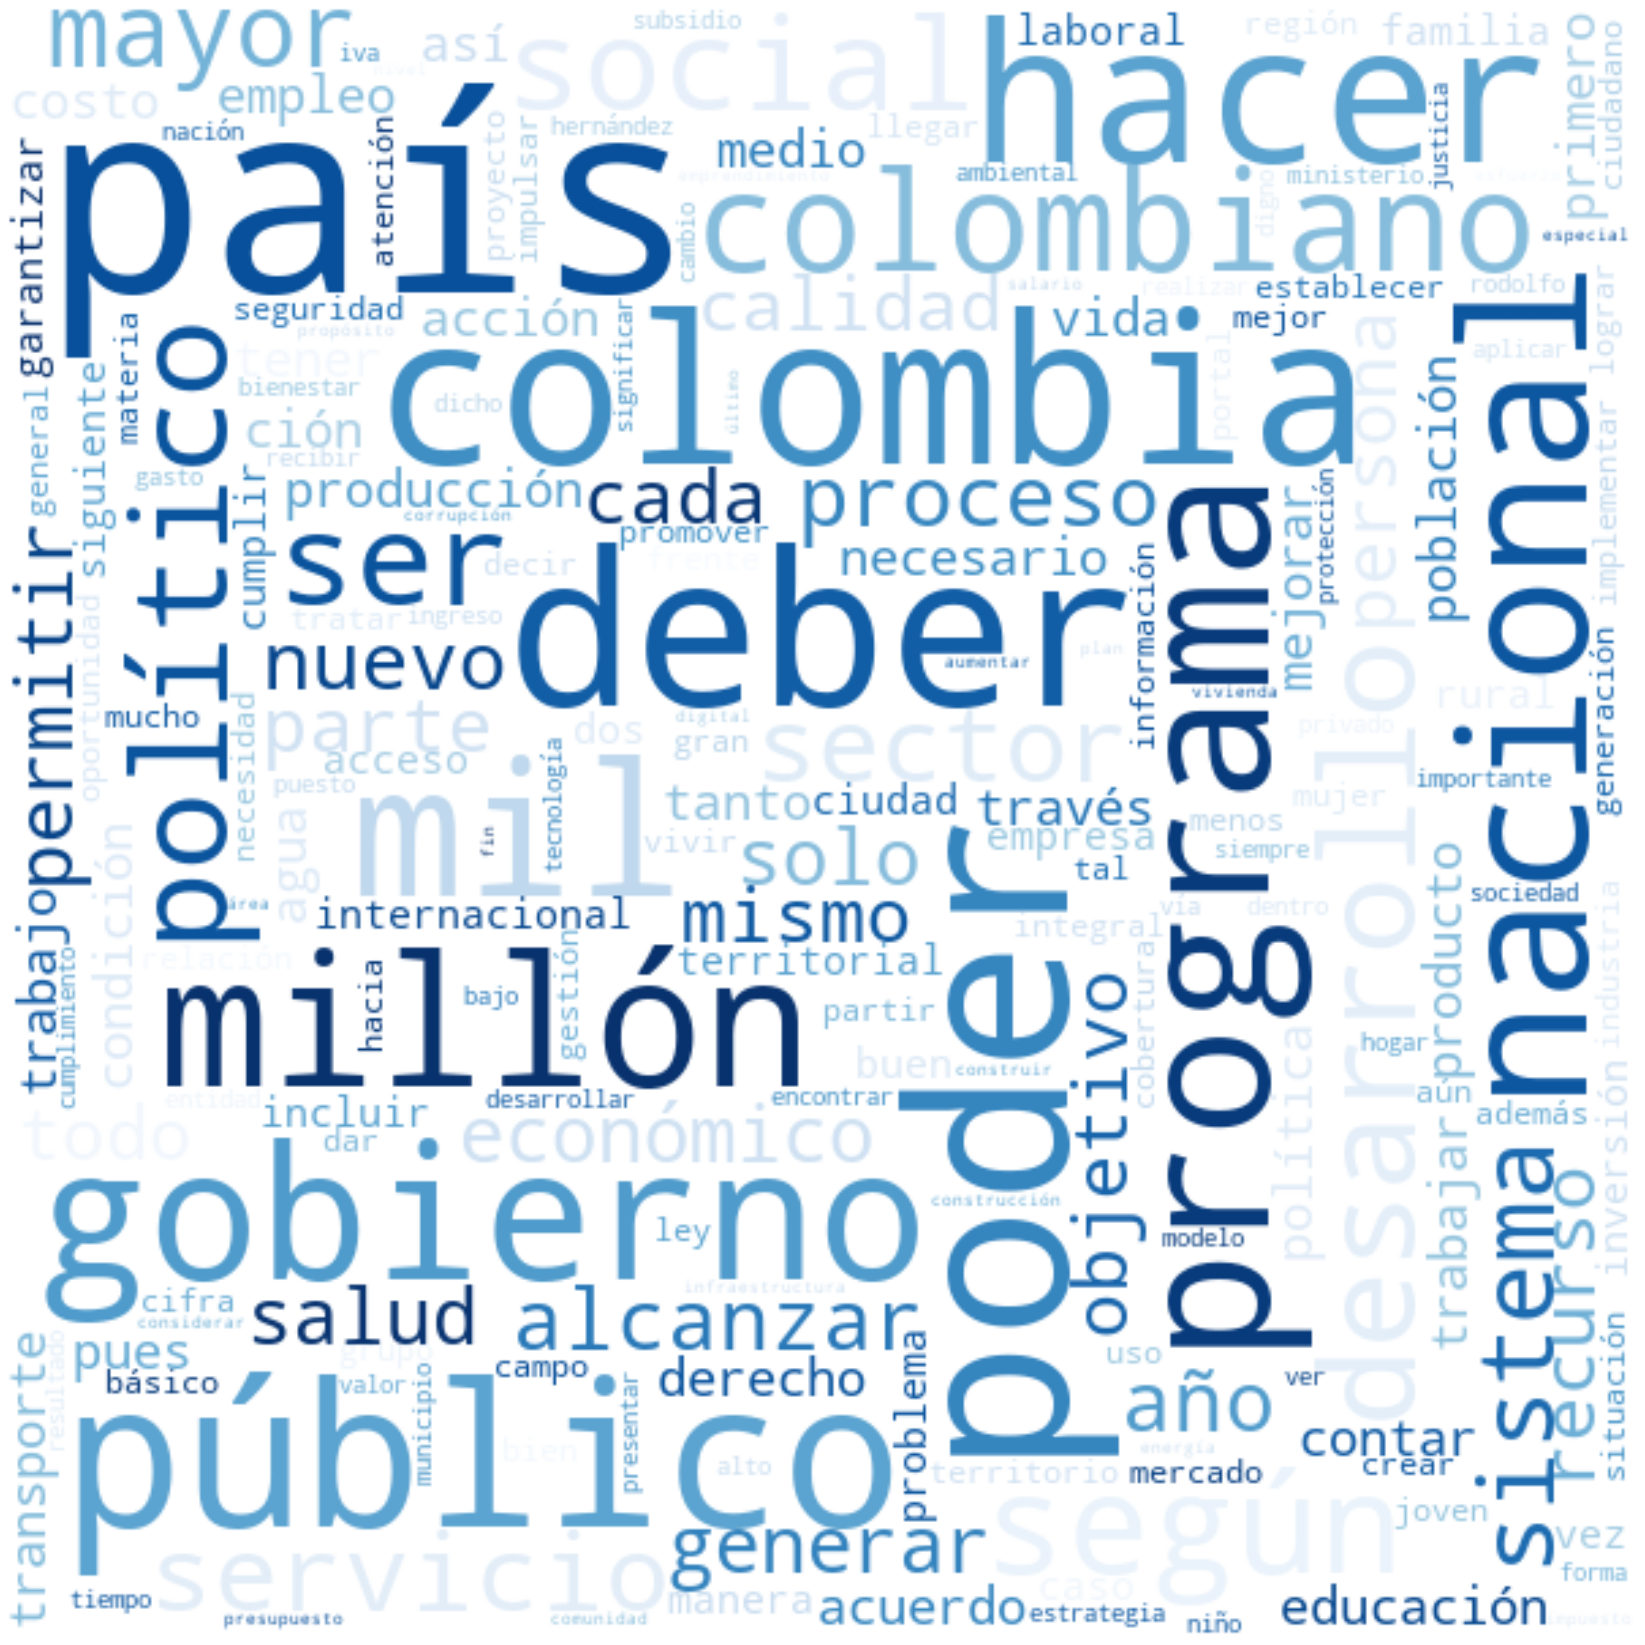 mayor
iva
así
subsidio
social
hacer
laboral
región
familia
primero
ciudadano
nivel
costo
empleo
nación
país
atención
proyecto
impulsar
hernández
llegar
medio
emprendimiento
ambiental
colombiano
digno
ministerio
justicia
esfuerzo
especial
garantizar
cambio
seguridad
propósito
acción
significar
calidad
salario
realizar
establecer
rodolfo
vida
mejor
portal
persona
aplicar
lograr
nacional
materia
político
tener
bienestar
dicho
último
colombia
general
siguiente
ción
recibir
gasto
cumplir
producción
corrupción
cada
promover
proceso
necesario
programa
mejorar
protección
población
implementar
permitir
ser
decir
frente
deber
información
oportunidad
tratar
ingreso
nuevo
aumentar
plan
vivienda
mucho
necesidad
parte
dos
digital
gran
sector
privado
rural
generación
acceso
puesto
mil
tecnología
fin
vivir
tanto
ciudad
través
solo
empresa
tal
menos
siempre
mujer
importante
desarrollo
trabajo
condición
agua
área
internacional
mismo
poder
integral
vía
dentro
sociedad
producto
industria
relación
cumplimiento
millón
hacia
bajo
gestión
territorial
partir
cobertura
objetivo
política
hogar
aún
además
buen
construir
todo
entidad
incluir
dar
desarrollar
económico
encontrar
gobierno
ley
construcción
modelo
trabajar
sistema
recurso
inversión
cifra
considerar
salud
alcanzar
infraestructura
pues
básico
grupo
valor
campo
derecho
problema
uso
año
ver
transporte
resultado
público
municipio
bien
presentar
alto
territorio
energía
mercado
contar
crear
situación
generar
según
joven
vez
forma
servicio
tiempo
presupuesto
comunidad
manera
acuerdo
caso
estrategia
niño
educación
impuesto